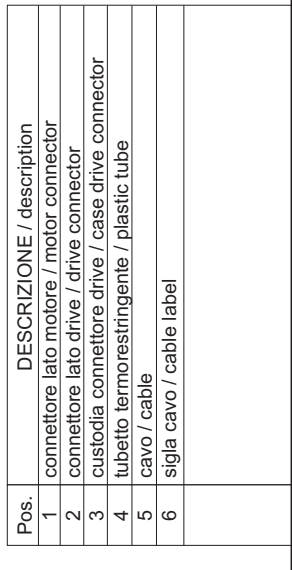 Pos. DESCRIZIONE / description
1 connettore lato motore / motor connector
2 connettore lato drive / drive connector
3 custodia connettore drive / case drive connector
4 tubetto termorestringente / plastic tube
5 cavo / cable
6 sigla cavo / cable label